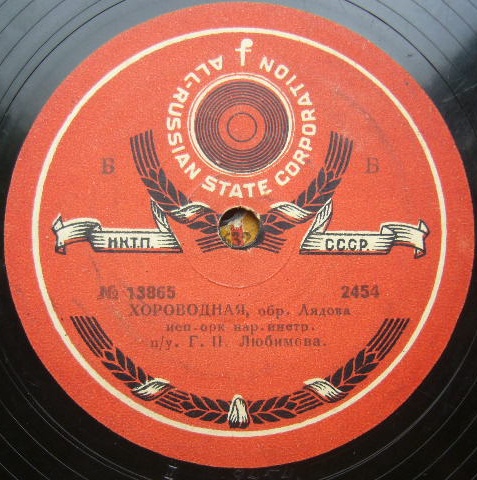 ALL-RUSSIAN STATE CORPORATION
Б Б
НКТП. СССР.
№ 13865 2454
ХОРОВОДНАЯ, обр. Лядова
исп. орк нар. инстр.
п/у. Г. П. Любимова.